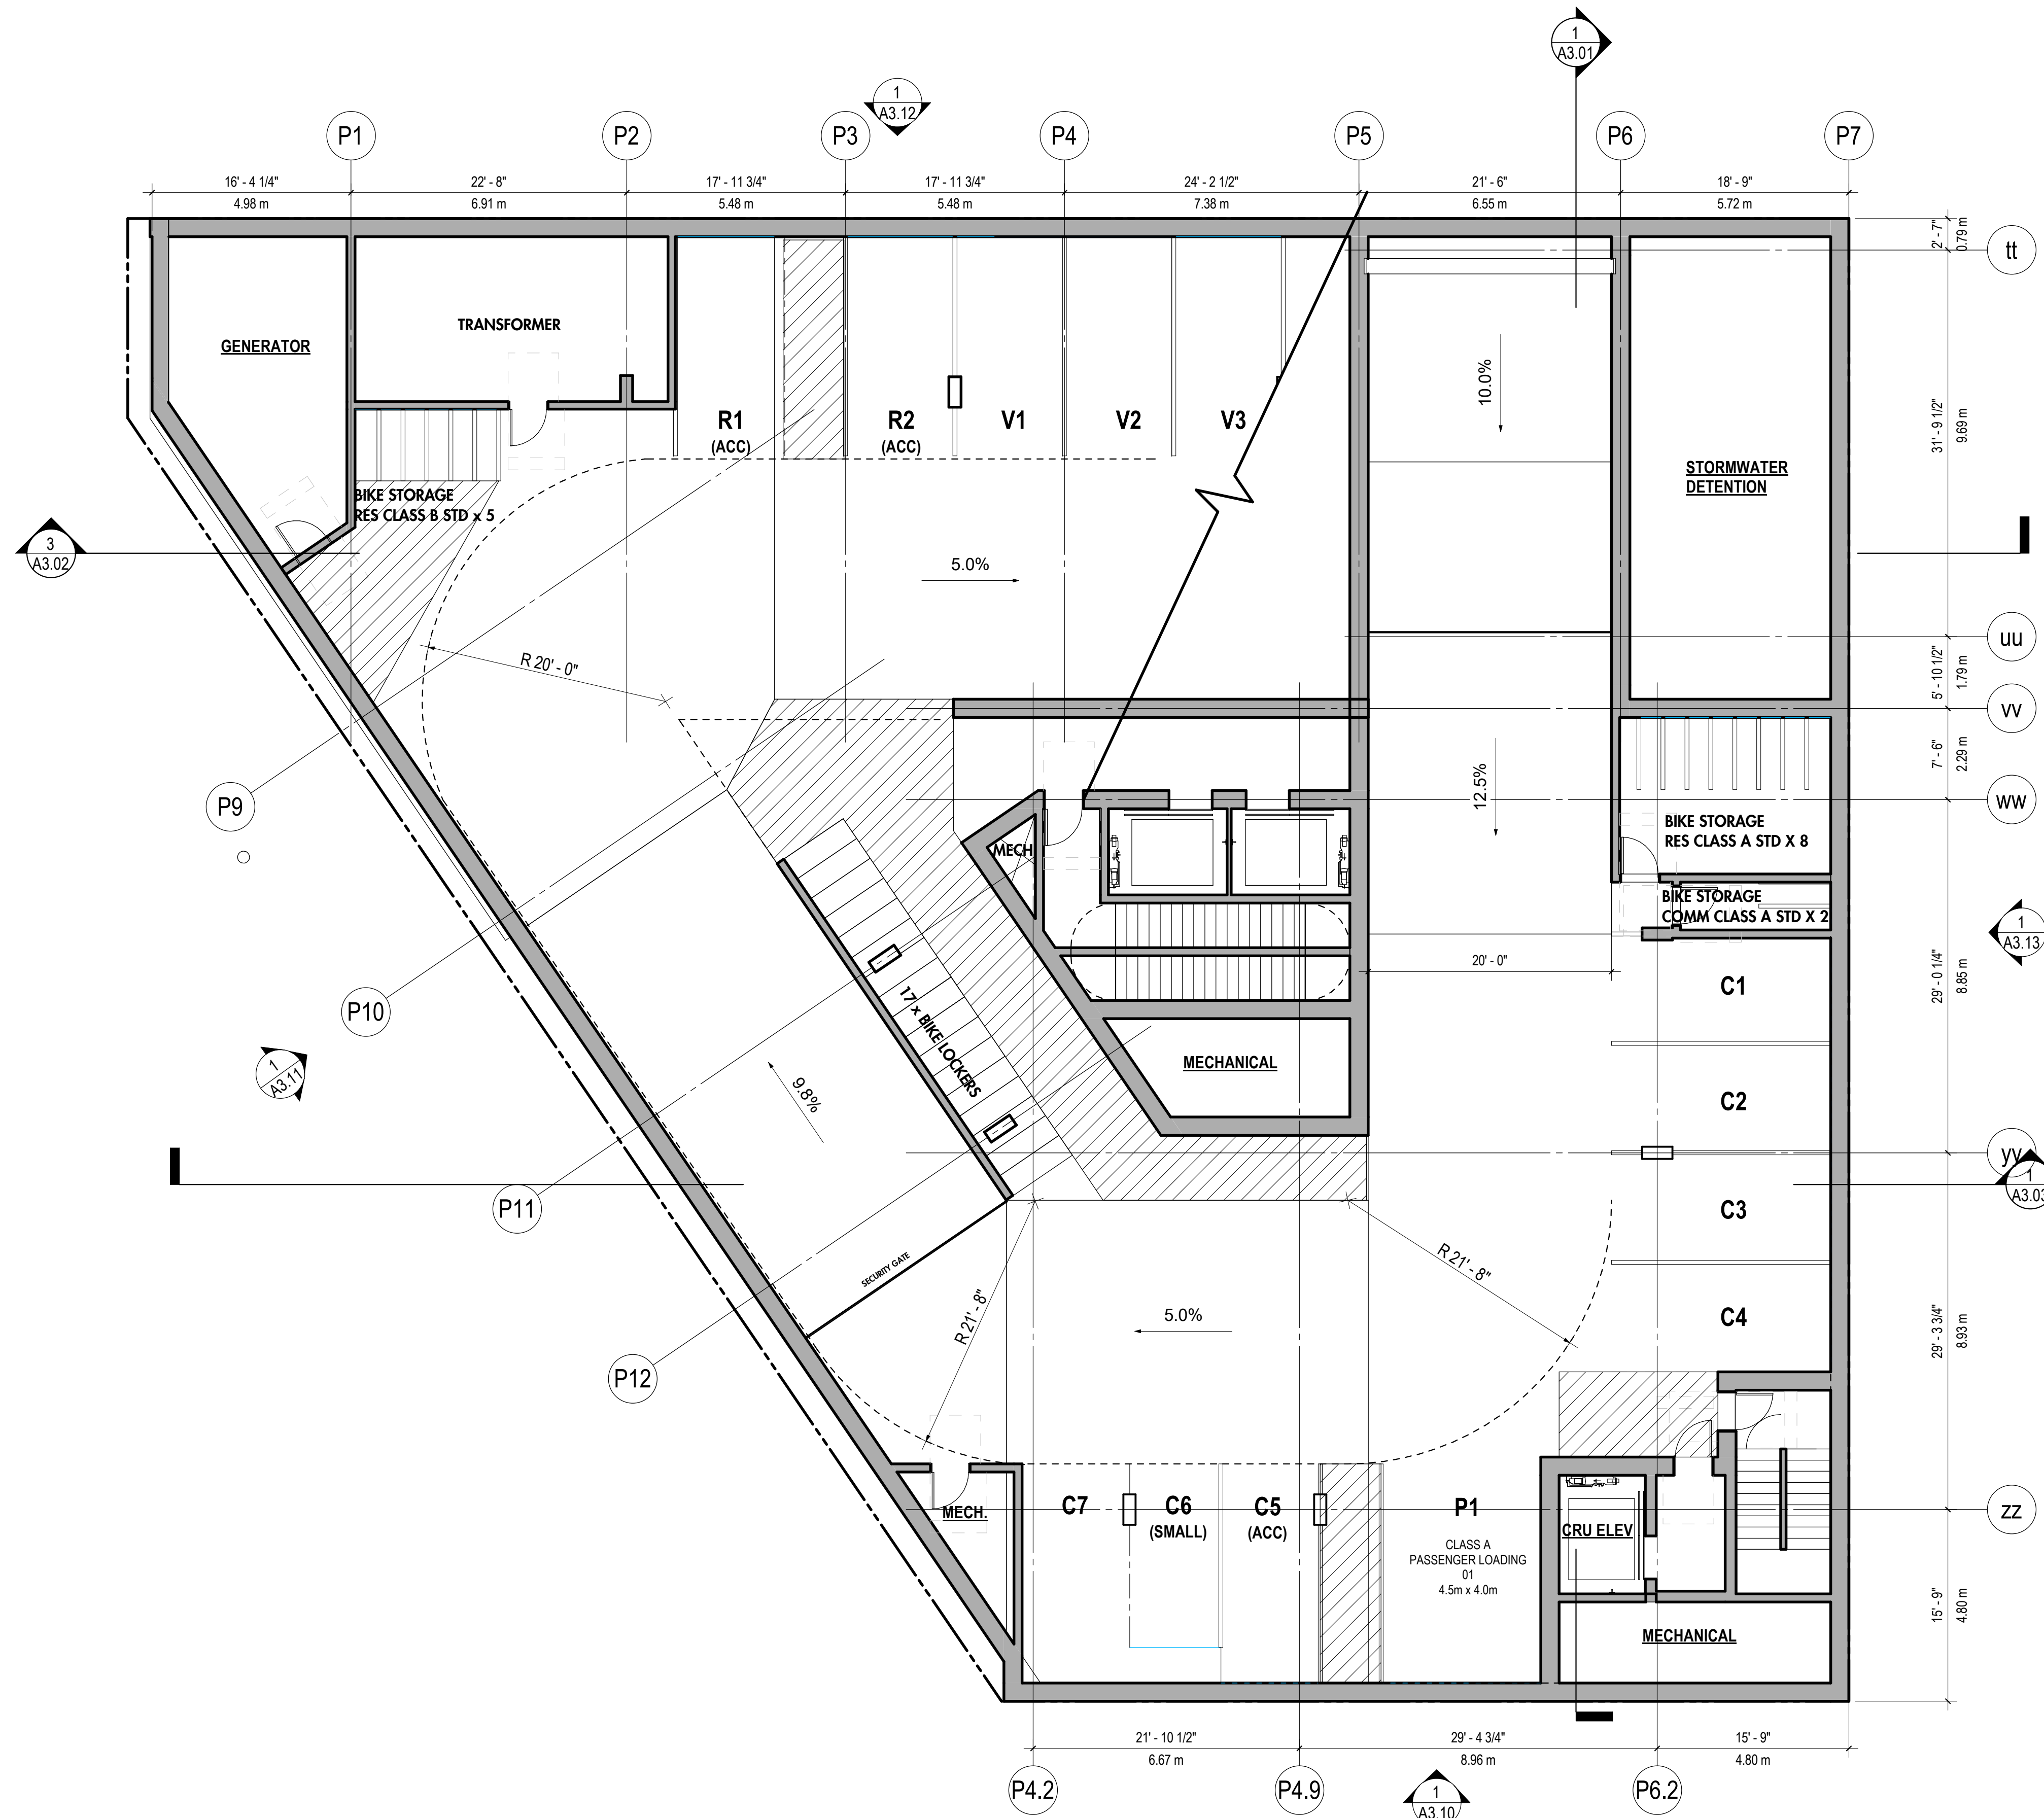 1
A3.01
1
A3.12
P1
P2
P3
P4
P5
P6
P7
16' - 4 1/4"
22' - 8"
17' - 11 3/4"
17' - 11 3/4"
24' - 2 1/2"
21' - 6"
18' - 9"
4.98 m
6.91 m
5.48 m
5.48 m
7.38 m
6.55 m
5.72 m
2' - 7"
0.79 m
tt
GENERATOR
TRANSFORMER
R1
(ACC)
R2
(ACC)
V1
V2
V3
10.0%
31' - 9 1/2"
9.69 m
STORMWATER
DETENTION
BIKE STORAGE
RES CLASS B STD x 5
3
A3.02
5.0%
R 20' - 0"
uu
5' - 10 1/2"
1.79 m
vv
7' - 6"
2.29 m
ww
12.5%
P9
BIKE STORAGE
RES CLASS A STD X 8
MECH
BIKE STORAGE
COMM CLASS A STD X 2
1
A3.13
20' - 0"
29' - 0 1/4"
8.85 m
C1
P10
17 x BIKE LOCKERS
MECHANICAL
1
A3.11
9.8%
C2
yy
1
A3.03
P11
C3
SECURITY GATE
R 21' - 8"
R 21' - 8"
5.0%
C4
29' - 3 3/4"
8.93 m
P12
MECH.
C7
C6
(SMALL)
C5
(ACC)
P1
CLASS A
PASSENGER LOADING
01
4.5m x 4.0m
CRU ELEV
zz
15' - 9"
4.80 m
MECHANICAL
21' - 10 1/2"
29' - 4 3/4"
15' - 9"
6.67 m
8.96 m
4.80 m
P4.2
P4.9
1
A3.10
P6.2